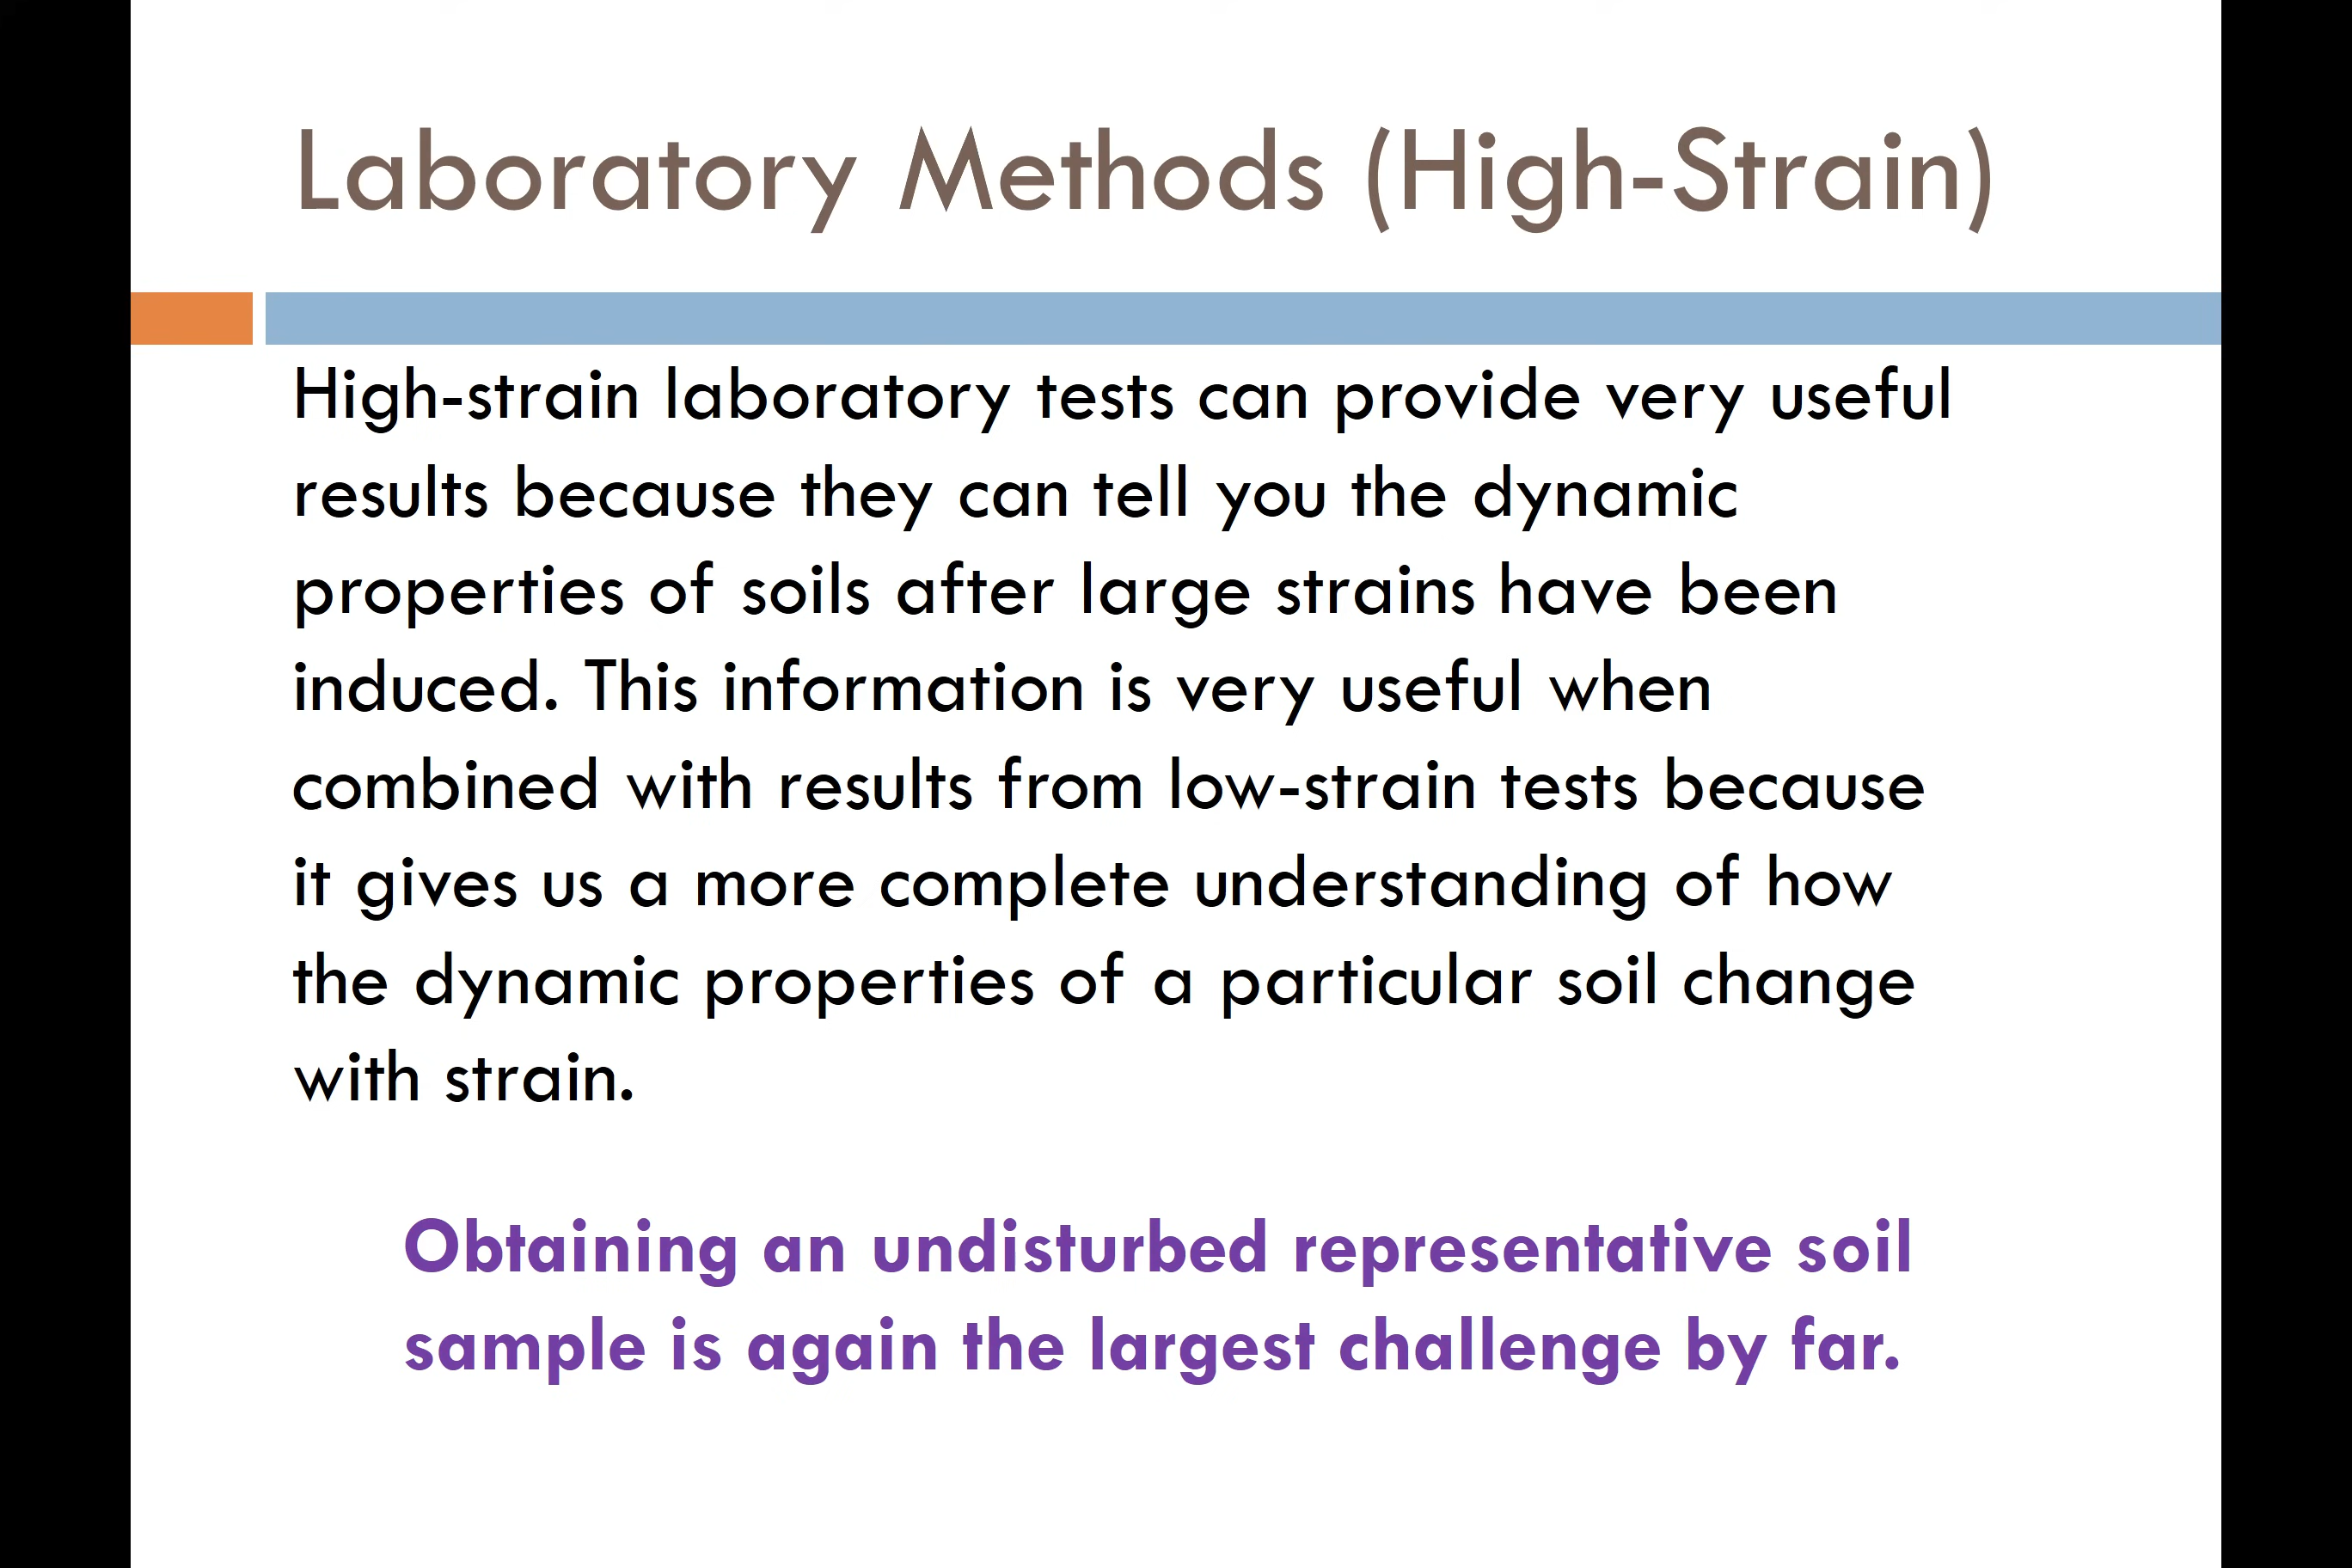 Laboratory Methods (High-Strain)
High-strain laboratory tests can provide very useful
results because they can tell you the dynamic
properties of soils after large strains have been
induced. This information is very useful when
combined with results from low-strain tests because
it gives us a more complete understanding of how
the dynamic properties of a particular soil change
with strain.
Obtaining an undisturbed representative soil
sample is again the largest challenge by far.